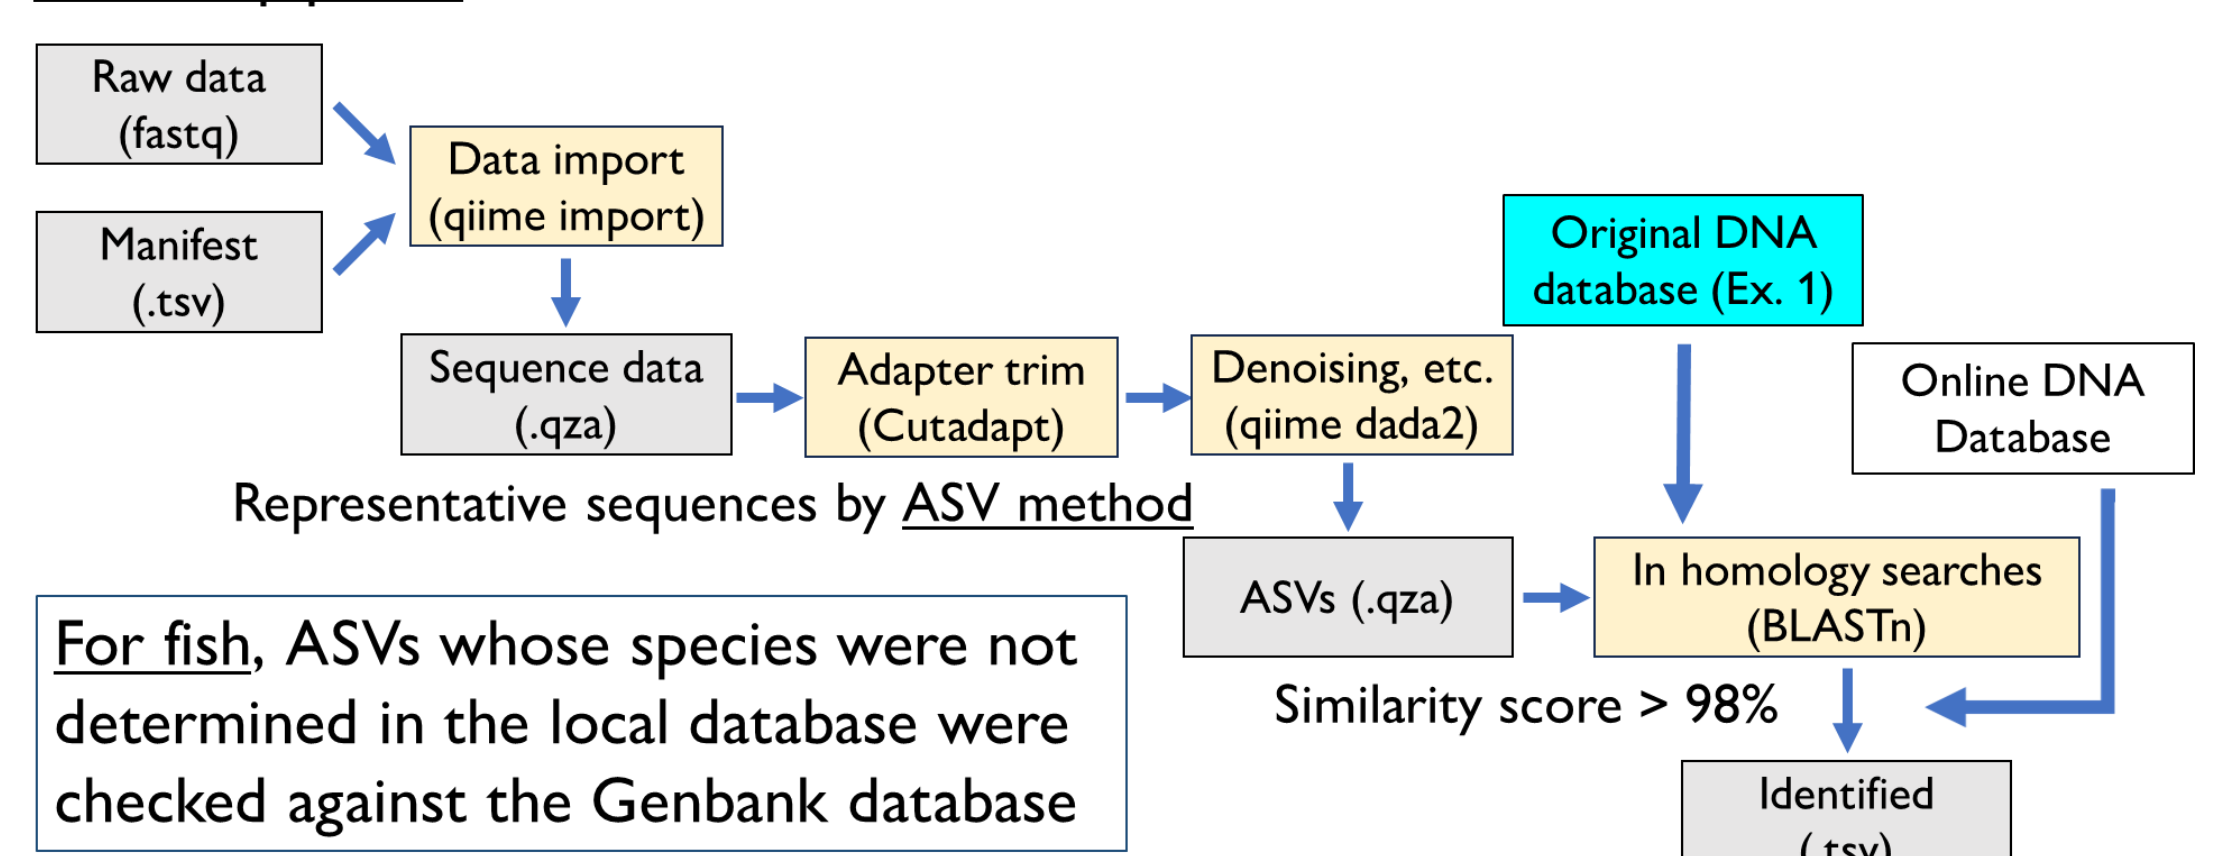 Raw data
(fastq)
Manifest
(.tsv)
Data import
(qiime import)
Sequence data
(.qza)
Adapter trim
(Cutadapt)
Denoising, etc.
(qiime dada2)
Original DNA
database (Ex. 1)
Online DNA
Database
Representative sequences by ASV method
ASVs (.qza)
In homology searches
(BLASTn)
Similarity score > 98%
For fish, ASVs whose species were not
determined in the local database were
checked against the Genbank database
Identified
(.tsv)